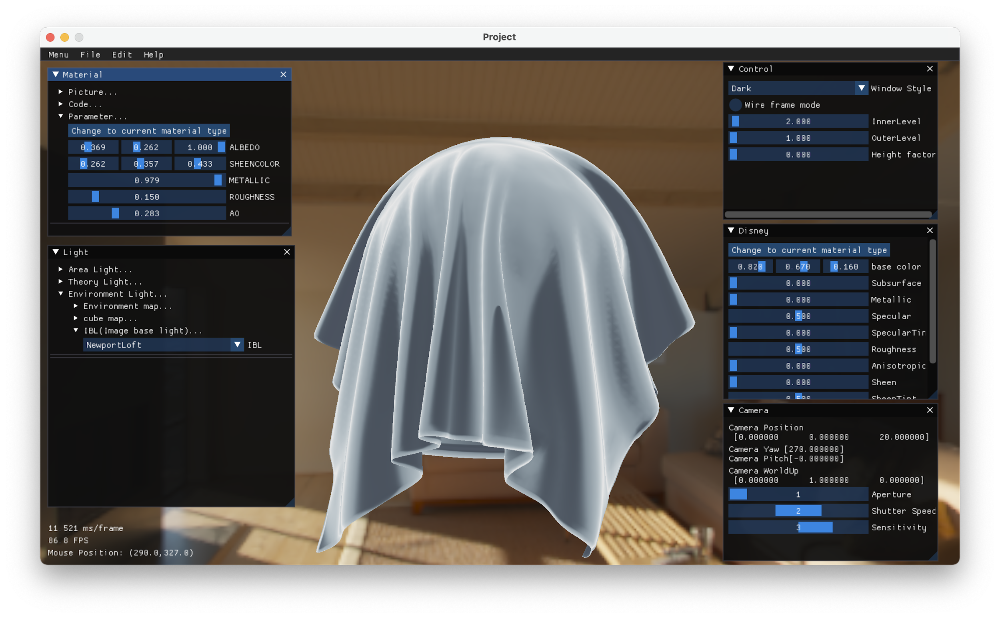 Project
Menu File Edit Help
Material
Picture...
Code...
Parameter...
Change to current material type
0.369 0.262 1.000 ALBEDO
0.262 0.357 0.433 SHEENCOLOR
0.979 METALLIC
0.150 ROUGHNESS
0.283 AO
Light
Area Light...
Theory Light...
Environment Light...
Environment map...
cube map...
IBL(Image base light)...
NewportLoft IBL
11.521 ms/frame
86.8 FPS
Mouse Position: (290.0,327.0)
Control
Dark Window Style
Wire frame mode
2.000 InnerLevel
1.000 OuterLevel
0.000 Height factor
Disney
Change to current material type
0.820 0.670 0.160 base color
0.000 Subsurface
0.000 Metallic
0.500 Specular
0.000 SpecularTin
0.500 Roughness
0.000 Anisotropic
0.000 Sheen
0.500 SheenTint
Camera
Camera Position
[0.000000 0.000000 20.000000]
Camera Yaw [270.000000]
Camera Pitch[-0.000000]
Camera WorldUp
[0.000000 1.000000 0.000000]
1 Aperture
2 Shutter Speed
3 Sensitivity